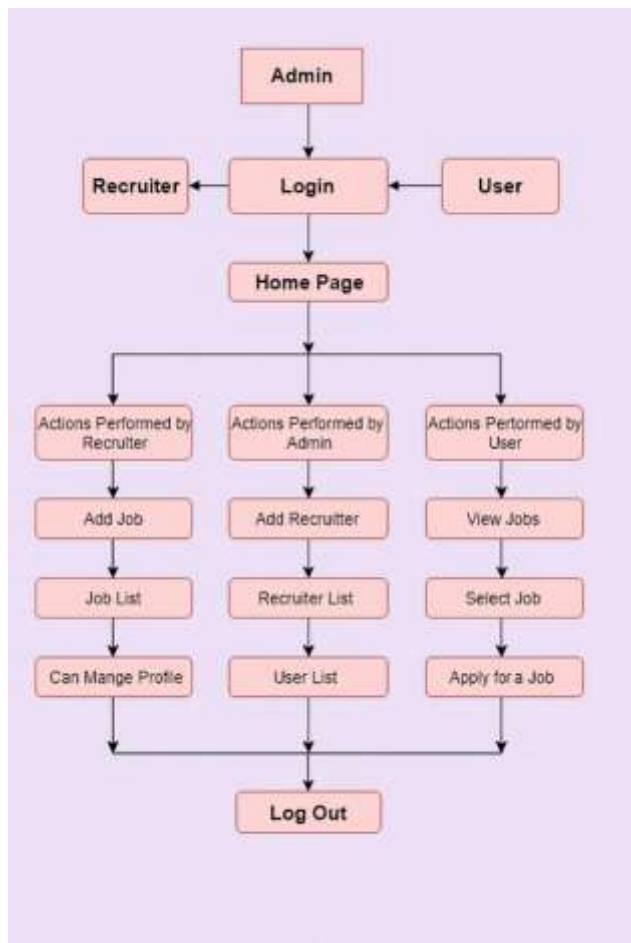 Admin
Recruiter
Login
User
Home Page
Actions Performed by
Recruiter
Actions Performed by
Admin
Actions Performed by
User
Add Job
Add Recruitter
View Jobs
Job List
Recruiter List
Select Job
Can Mange Profile
User List
Apply for a Job
Log Out